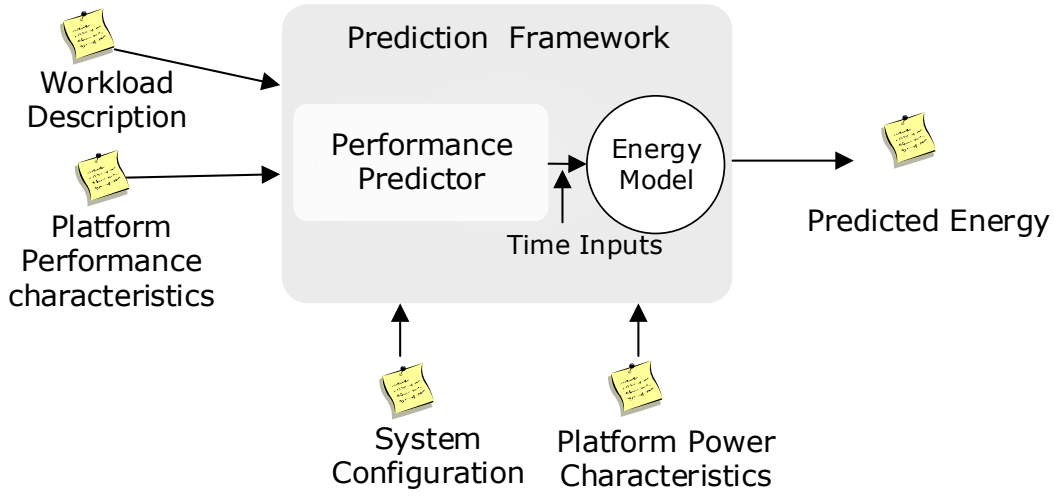 Prediction Framework
Workload
Description
Performance
Predictor
Energy
Model
Platform
Performance
characteristics
Time Inputs
Predicted Energy
System
Configuration
Platform Power
Characteristics